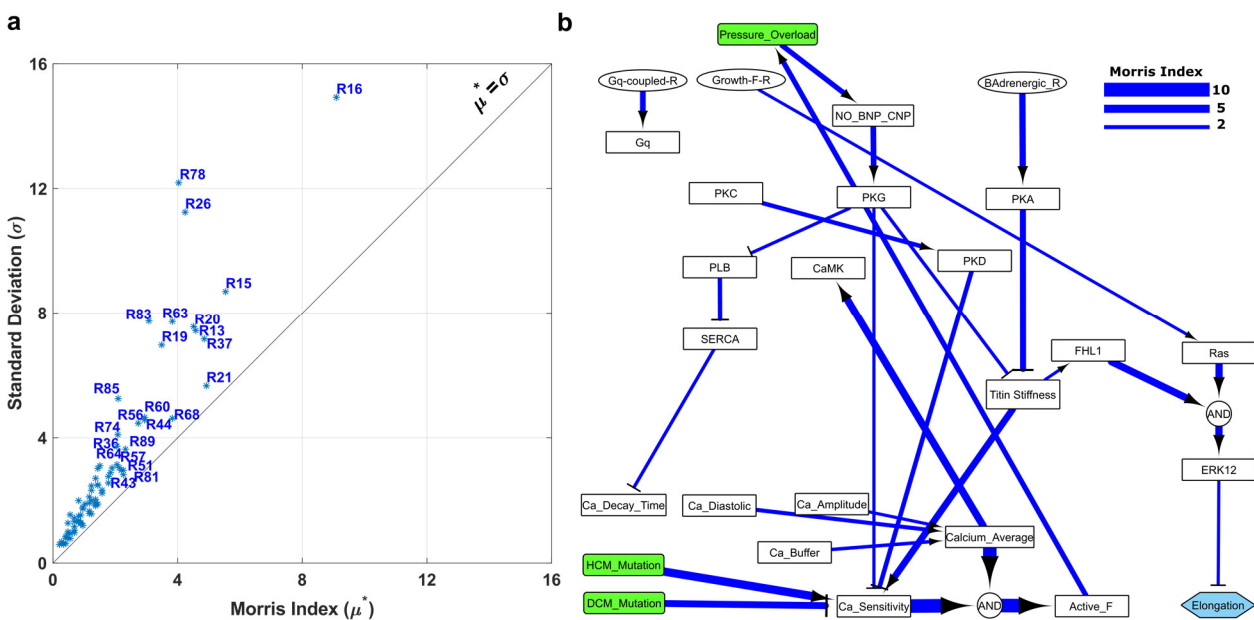 a
b
16
12
8
4
0
0
4
8
12
16
Standard Deviation (σ)
Morris Index (μ*)
μ*=σ
R16
R78
R26
R15
R83
R63
R20
R13
R19
R37
R21
R85
R60
R56
R68
R44
R74
R36
R89
R64
R57
R51
R81
R43
Pressure_Overload
Gq-coupled-R
Growth-F-R
BAdrenergic_R
Morris Index
10
5
2
NO_BNP_CNP
Gq
PKC
PKG
PKA
PLB
CaMK
PKD
SERCA
FHL1
Ras
Titin Stiffness
AND
ERK12
Ca_Decay_Time
Ca_Diastolic
Ca_Amplitude
Calcium_Average
Ca_Buffer
HCM_Mutation
DCM_Mutation
Ca_Sensitivity
AND
Active_F
Elongation